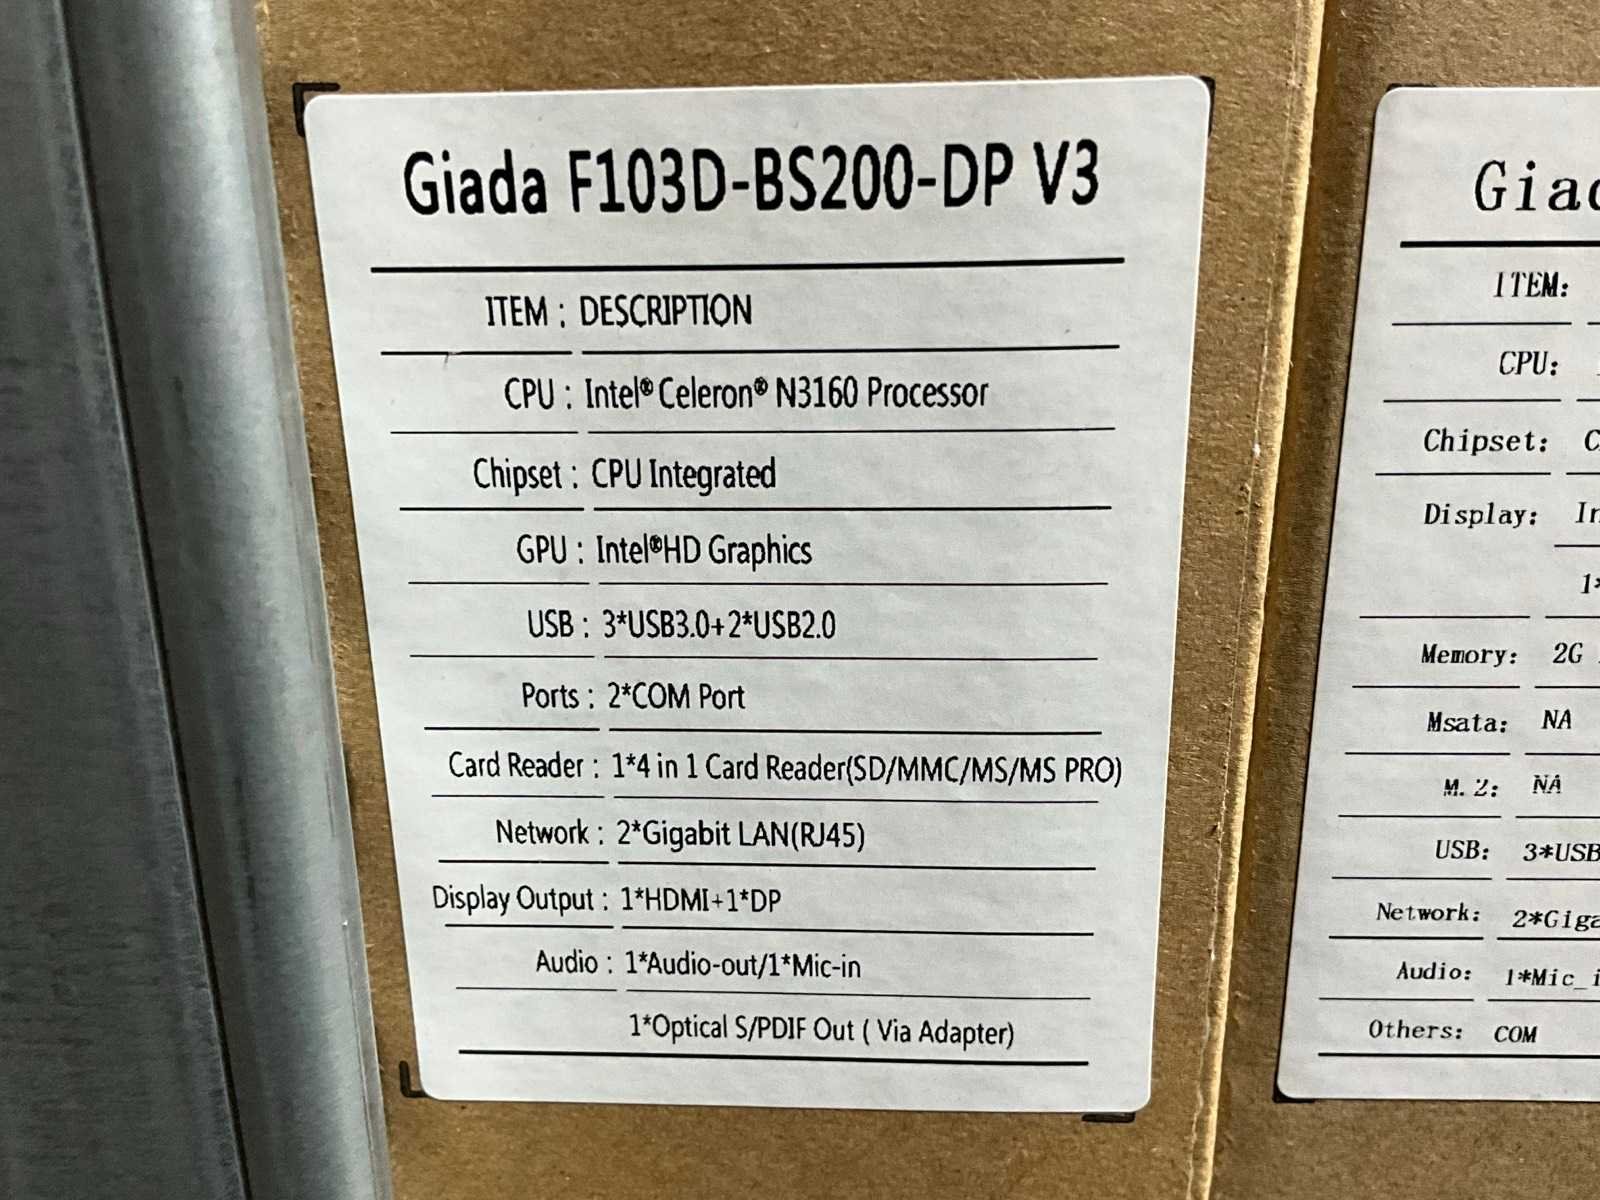 Giada F103D-BS200-DP V3
ITEM : DESCRIPTION
CPU : Intel® Celeron® N3160 Processor
Chipset : CPU Integrated
GPU : Intel®HD Graphics
USB : 3*USB3.0+2*USB2.0
Ports : 2*COM Port
Card Reader : 1*4 in 1 Card Reader(SD/MMC/MS/MS PRO)
Network : 2*Gigabit LAN(RJ45)
Display Output : 1*HDMI+1*DP
Audio : 1*Audio-out/1*Mic-in
1*Optical S/PDIF Out ( Via Adapter)
ITEM:
CPU:
Chipset:
Display:
1*
Memory: 2G
Msata: NA
M.2: NA
USB: 3*USB
Network:
Audio:
Others: COM